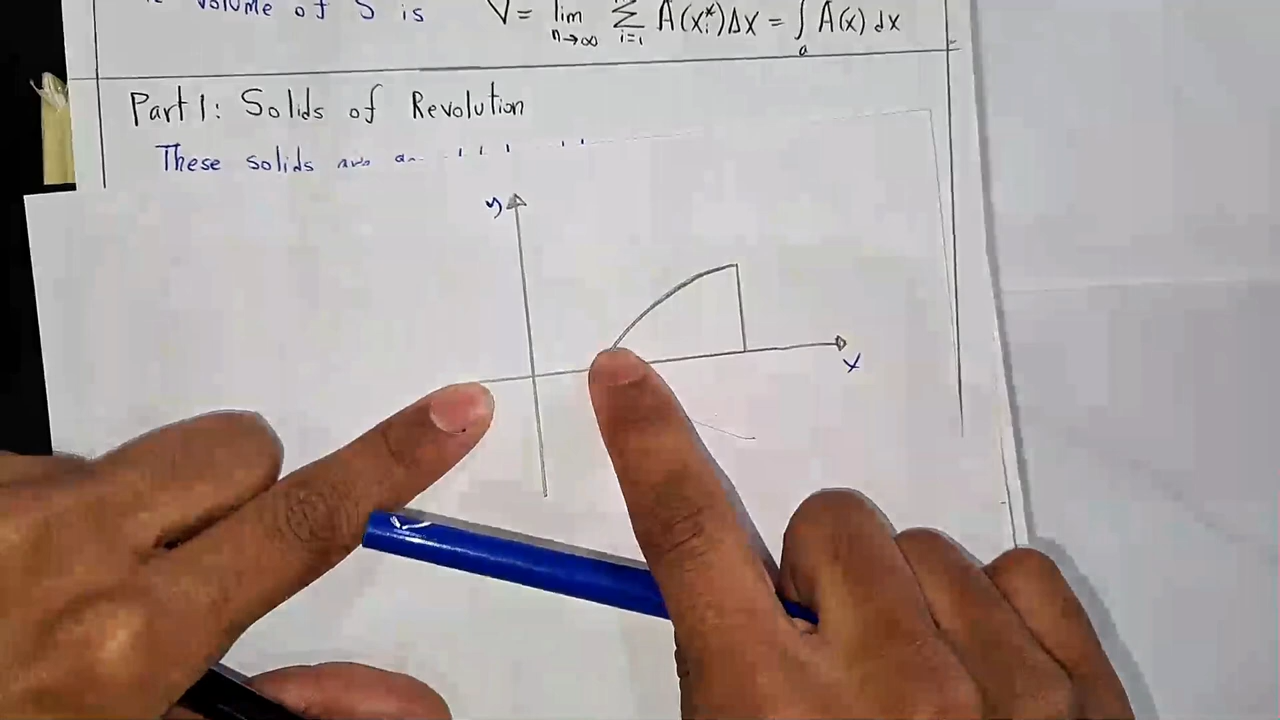 volume of S is V = lim n→∞ ∑ i=1 A(xᵢ*)Δx = ∫ₐ A(x) dx
Part 1: Solids of Revolution
These solids
y
x